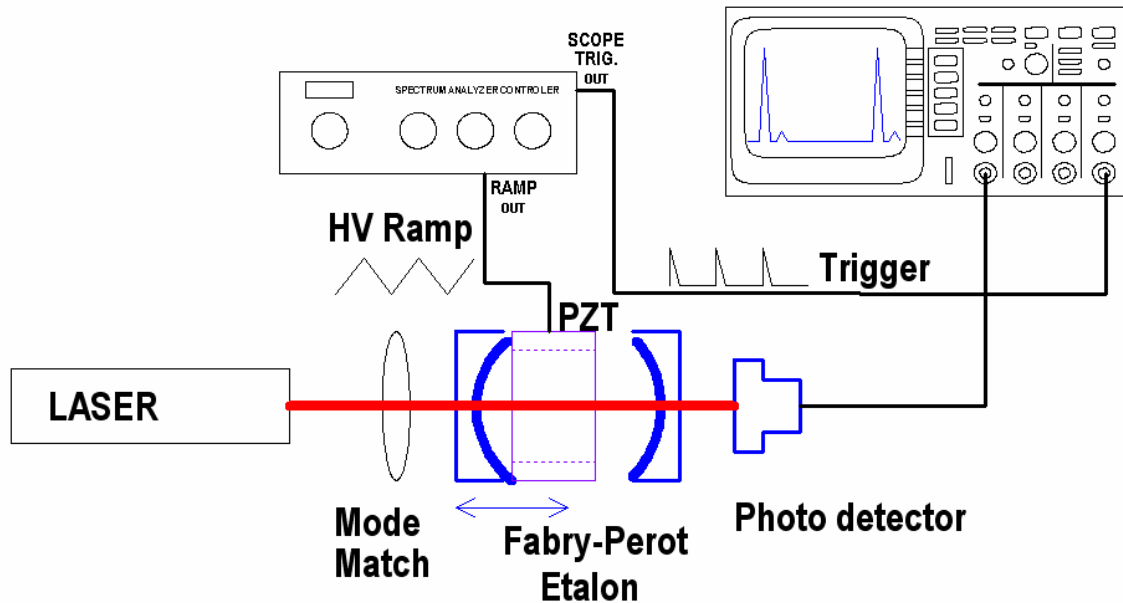 SCOPE
TRIG.
OUT
SPECTRUM ANALYZER CONTROLER
RAMP
OUT
HV Ramp
Trigger
PZT
LASER
Mode
Match
Fabry-Perot
Etalon
Photo detector